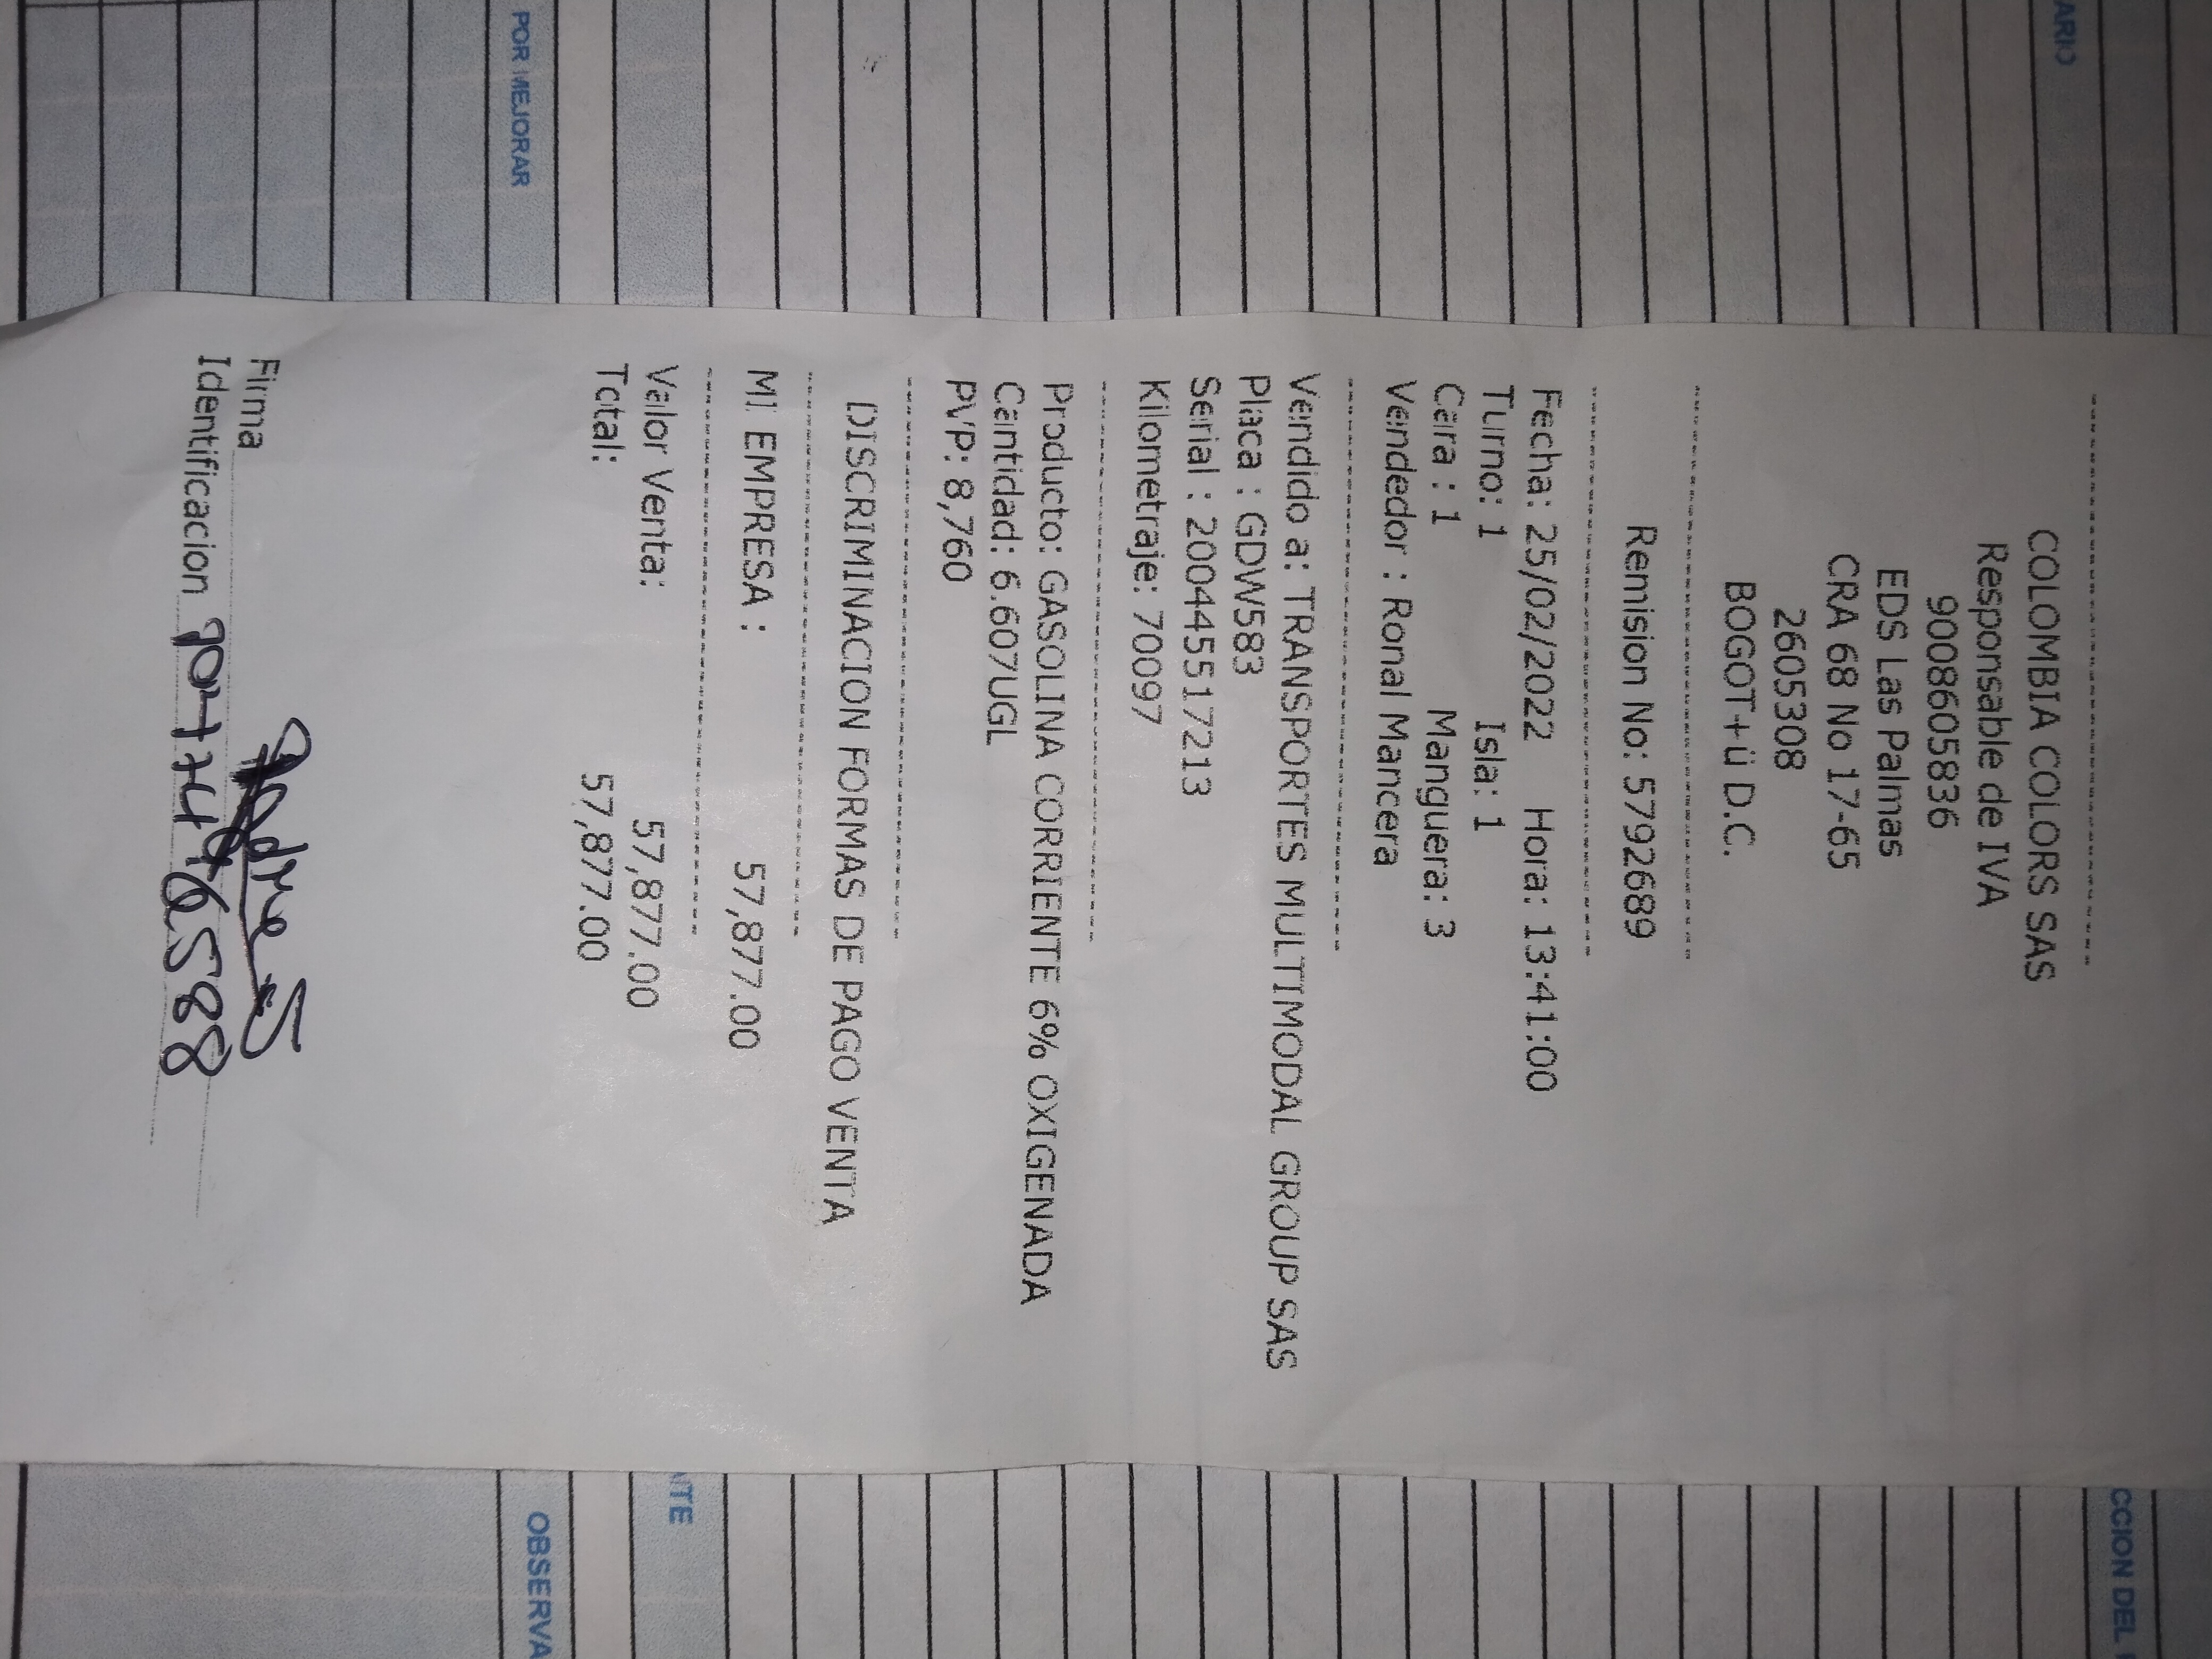 COLOMBIA COLORS SAS
Responsable de IVA
9008605836
EDS Las Palmas
CRA 68 No 17-65
2605308
BOGOT+ü D.C.
Remision No: 5792689
Fecha: 25/02/2022 Hora: 13:41:00
Turno: 1 Isla: 1
Cara : 1 Manguera: 3
Vendedor : Ronal Mancera
Vendido a: TRANSPORTES MULTIMODAL GROUP SAS
Placa : GDW583
Serial : 2004455172 13
Kilometraje: 70097
Producto: GASOLINA CORRIENTE 6% OXIGENADA
Cantidad: 6.607UGL
PVP: 8,760
DISCRIMINACION FORMAS DE PAGO VENTA
MI EMPRESA : 57,877.00
Valor Venta: 57,877.00
Total: 57,877.00
Firma
Identificacion
POR MEJORAR
ARIO
OBSERVA
NTE
CCION DEL